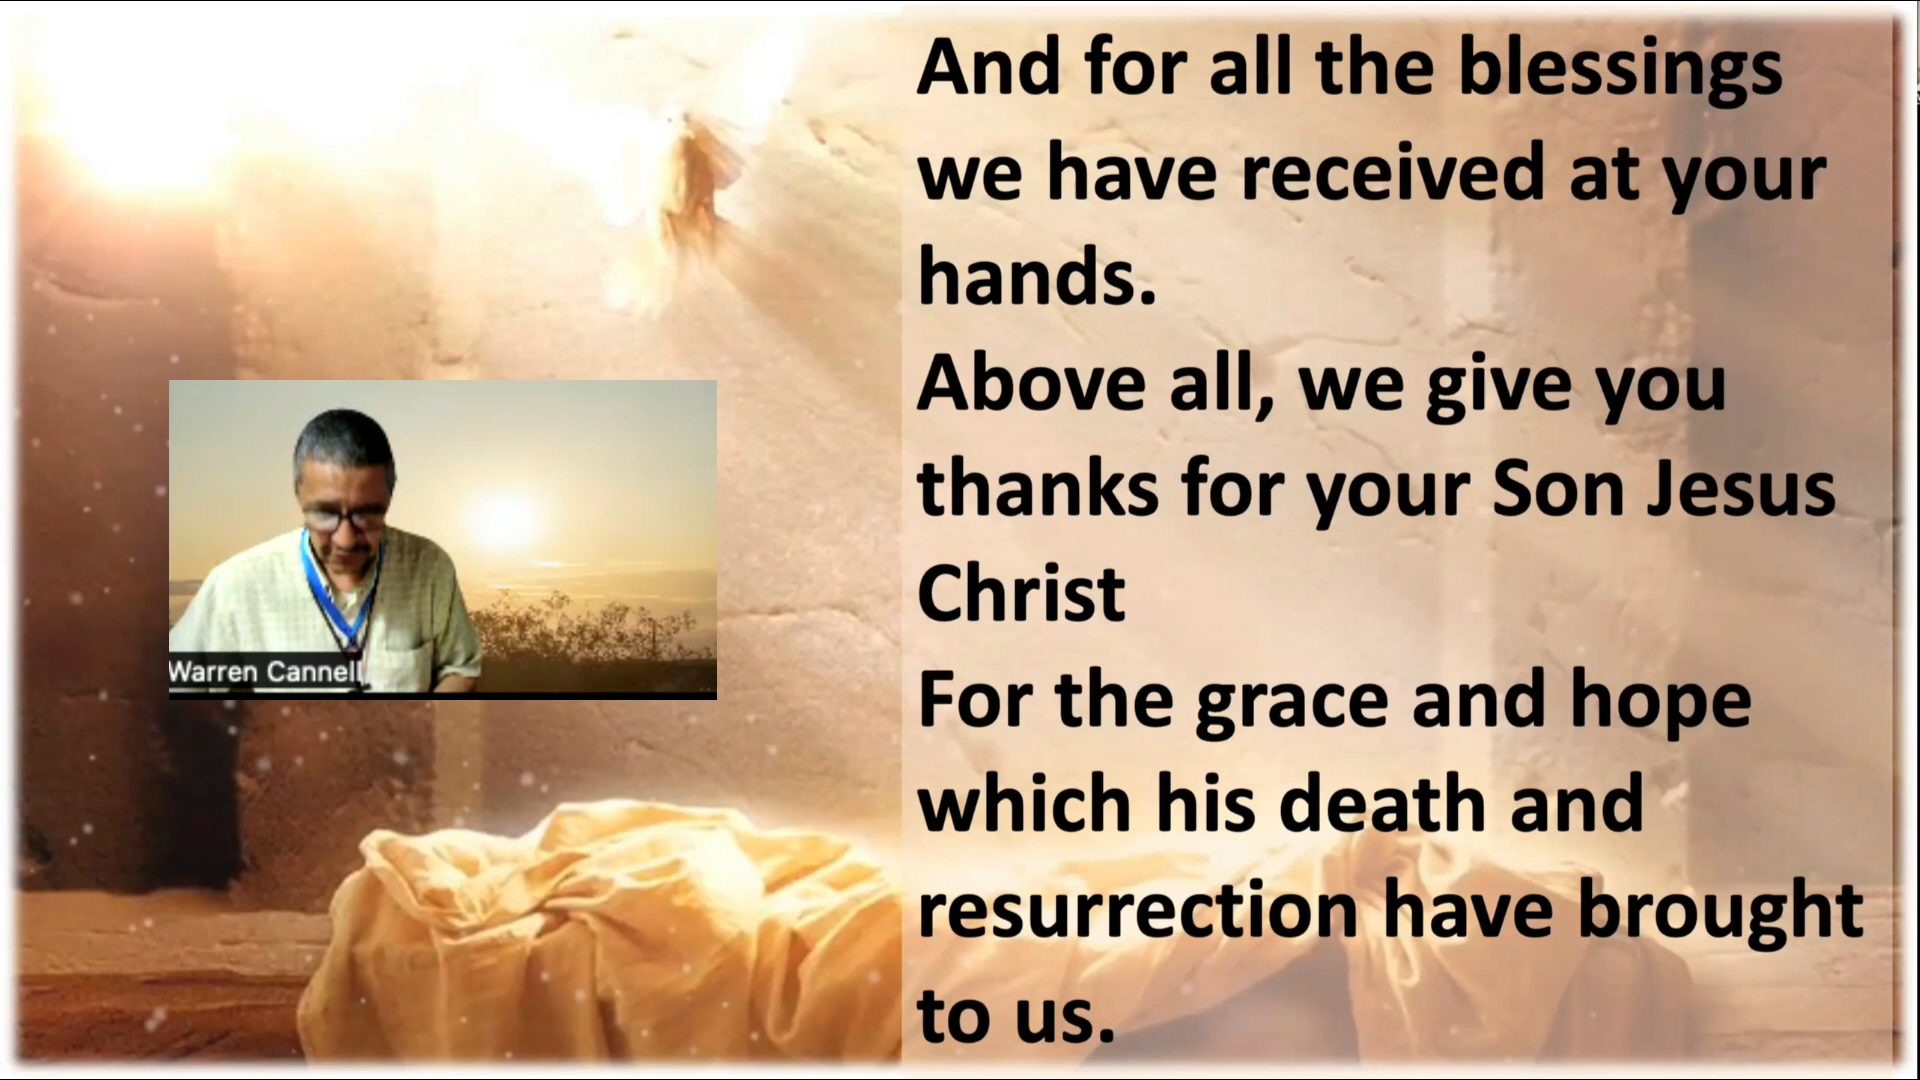 And for all the blessings
we have received at your
hands.
Above all, we give you
thanks for your Son Jesus
Christ
For the grace and hope
which his death and
resurrection have brought
to us.
Warren Cannell